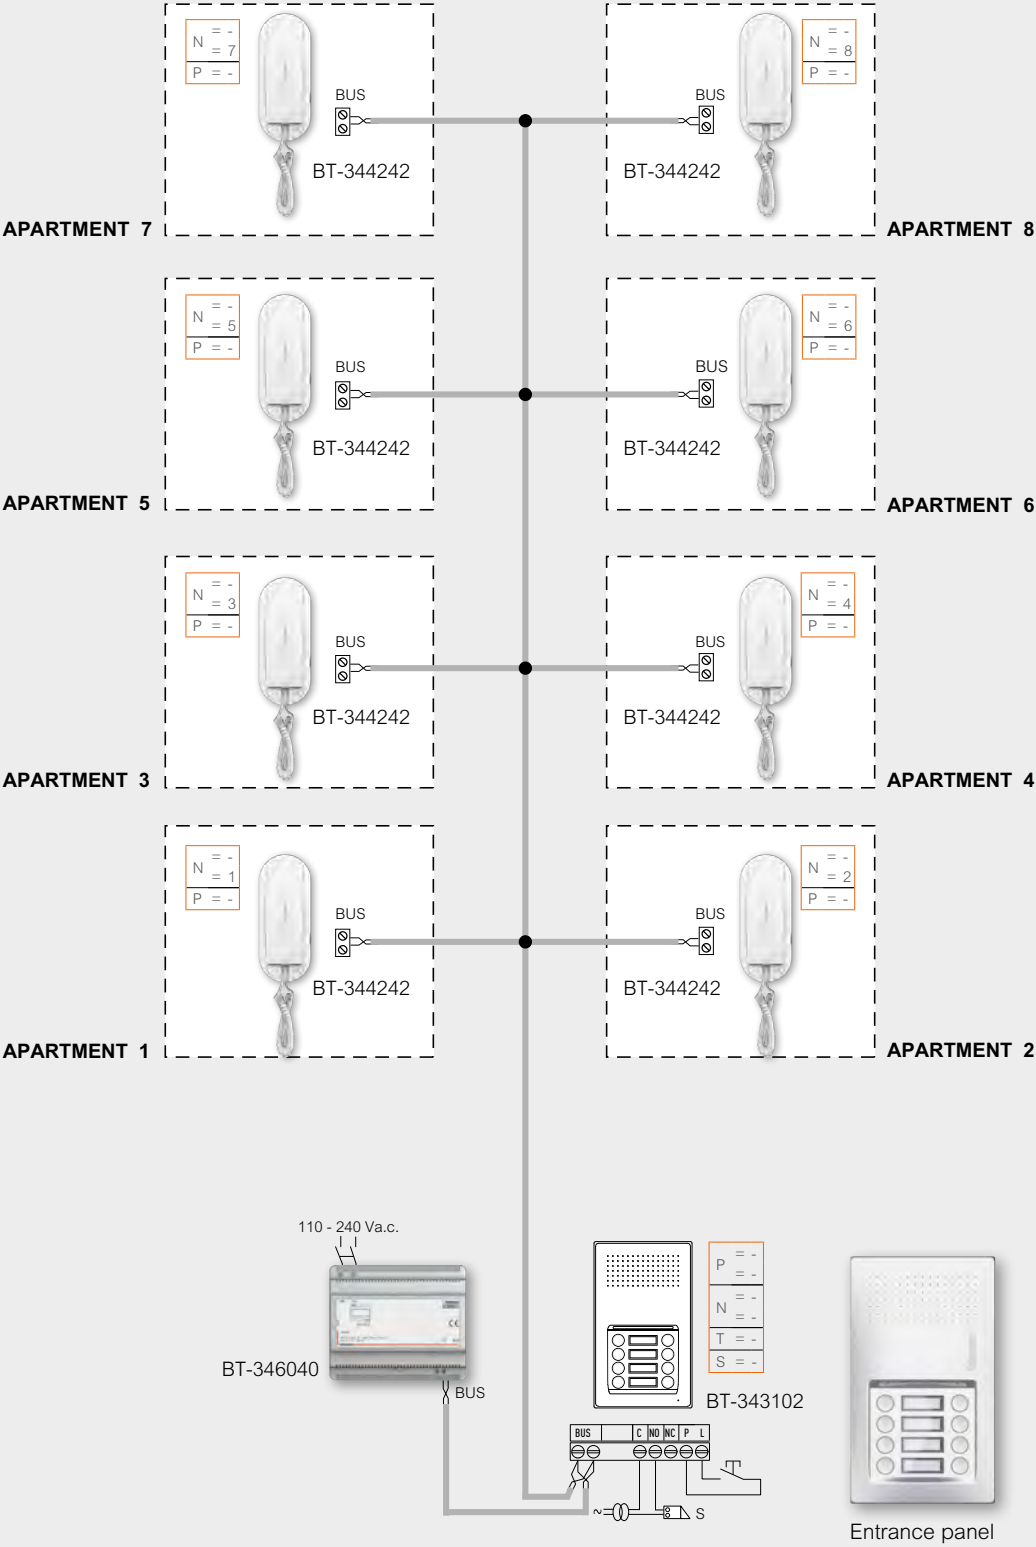 N = -
= 7
P = -
BUS
BT-344242
APARTMENT 7
N = -
= 8
P = -
BUS
BT-344242
APARTMENT 8
N = -
= 5
P = -
BUS
BT-344242
APARTMENT 5
N = -
= 6
P = -
BUS
BT-344242
APARTMENT 6
N = -
= 3
P = -
BUS
BT-344242
APARTMENT 3
N = -
= 4
P = -
BUS
BT-344242
APARTMENT 4
N = -
= 1
P = -
BUS
BT-344242
APARTMENT 1
N = -
= 2
P = -
BUS
BT-344242
APARTMENT 2
110 - 240 Va.c.
CE
BT-346040
BUS
P = -
= -
N = -
= -
T = -
S = -
BT-343102
BUS C NO NC P L
~
S
Entrance panel